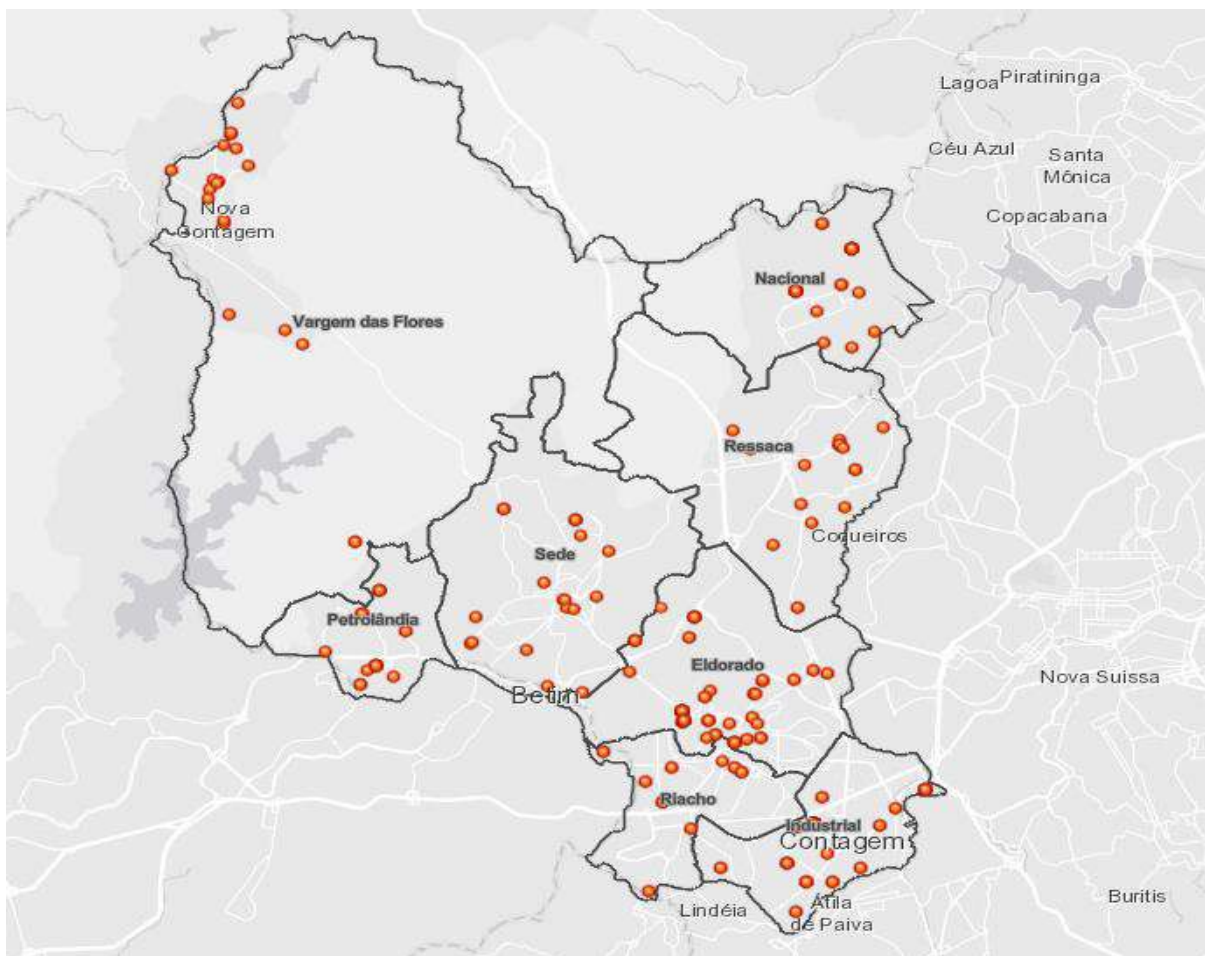 Lagoa
Piratininga
Céu Azul
Santa
Mônica
Copacabana
Nova
Contagem
Nacional
Vargem das Flores
Ressaca
Coqueiros
Sede
Petrolândia
Eldorado
Nova Suissa
Betim
Riacho
Industrial
Contagem
Buritis
Lindéia
Átila
de Paiva